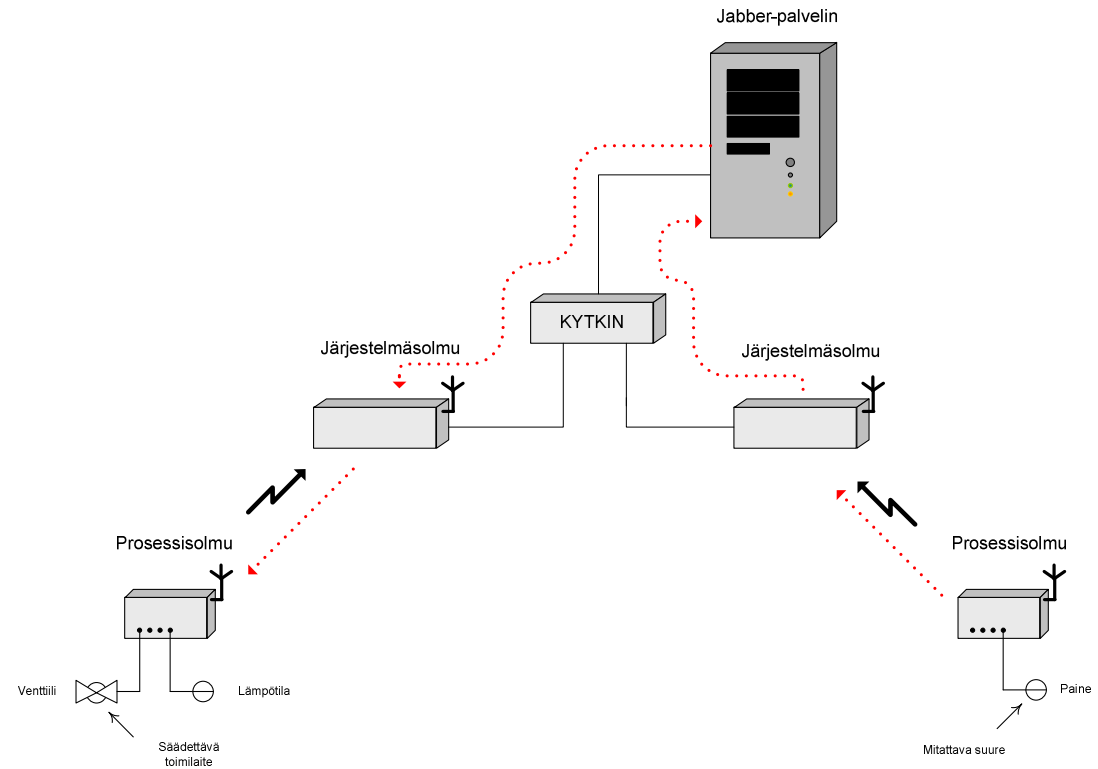 Jabber-palvelin
KYTKIN
Järjestelmäsolmu
Järjestelmäsolmu
Prosessisolmu
Prosessisolmu
Venttiili
Lämpötila
Paine
Säädettävä
toimilaite
Mitattava suure